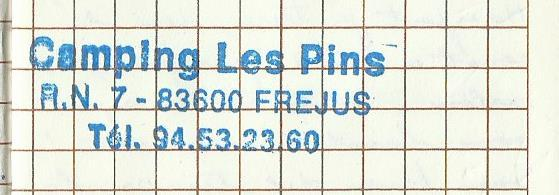 Camping Les Pins
R.N. 7 - 83600 FREJUS
Tél. 94.53.23.60